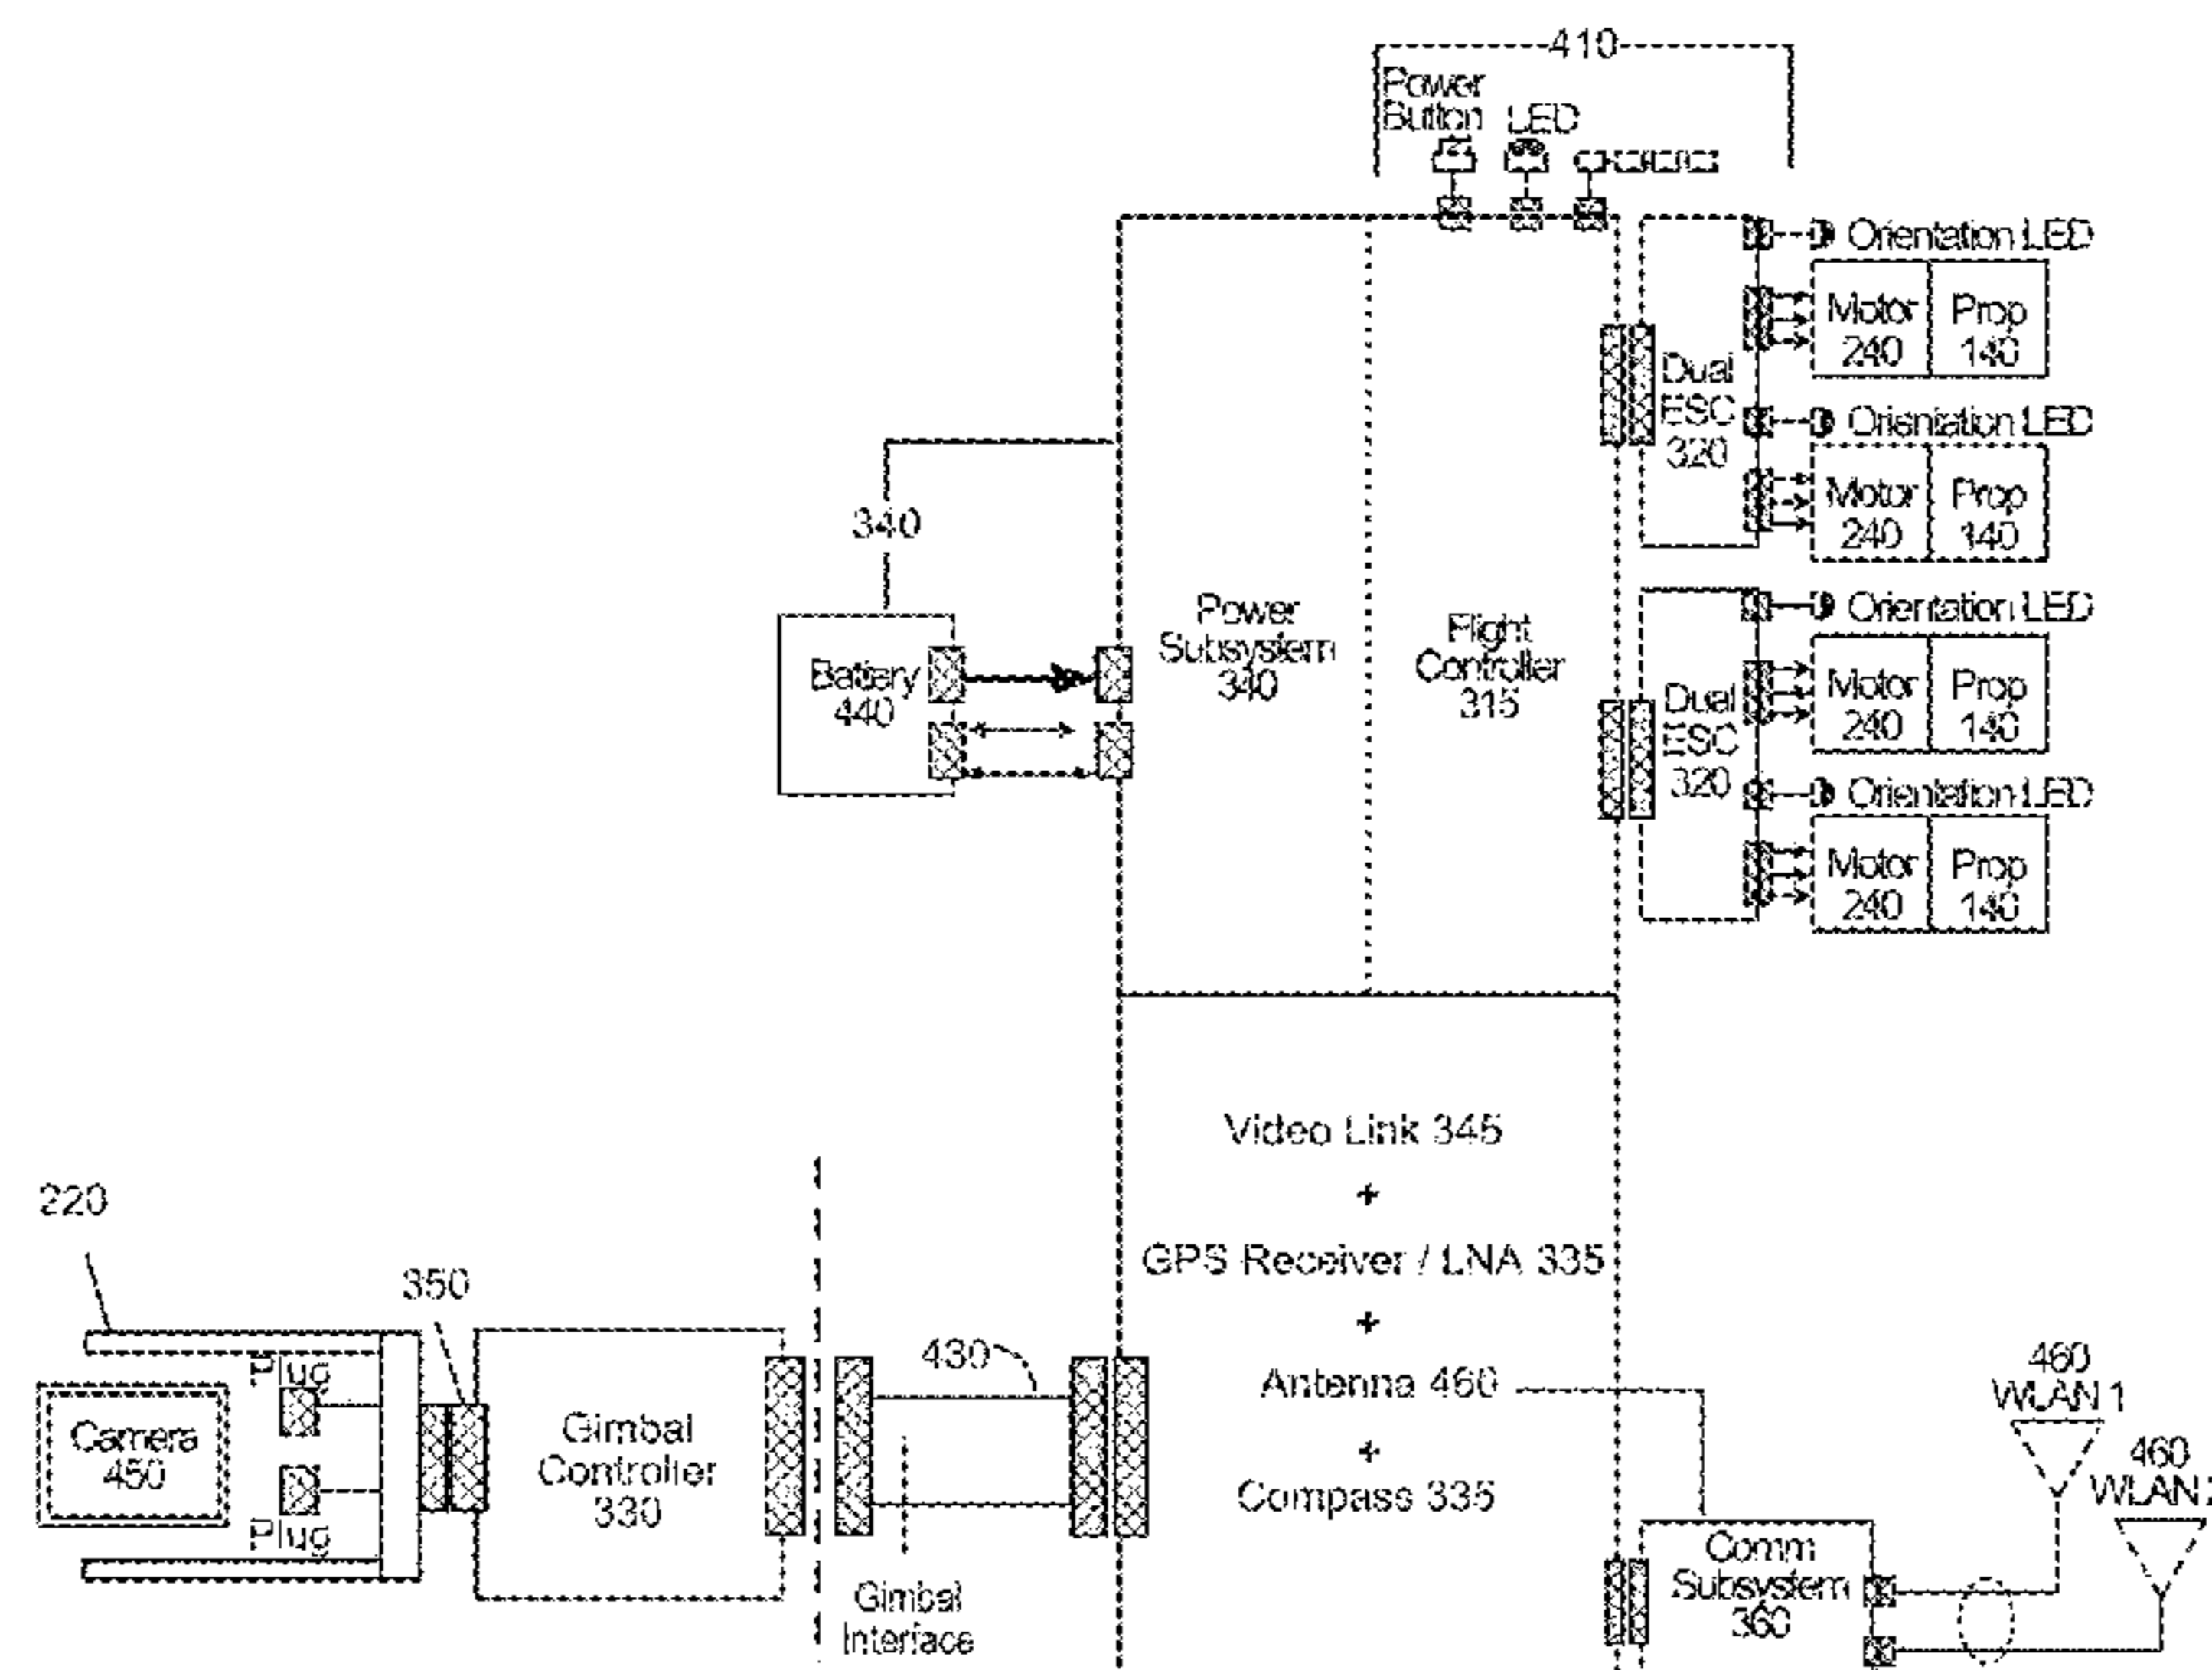 410
Power
Button
LED
Orientation LED
Motor
240
Prop
140
Dual
ESC
320
Orientation LED
Motor
240
Prop
140
340
Orientation LED
Power
Subsystem
340
Flight
Controller
315
Battery
440
Motor
240
Prop
140
Dual
ESC
320
Orientation LED
Motor
240
Prop
140
Video Link 345
+
GPS Receiver / LNA 335
+
Antenna 460
+
Compass 335
220
350
Plug
Camera
450
Plug
Gimbal
Controller
330
430
Gimbal
Interface
460
WLAN 1
460
WLAN
Comm
Subsystem
360